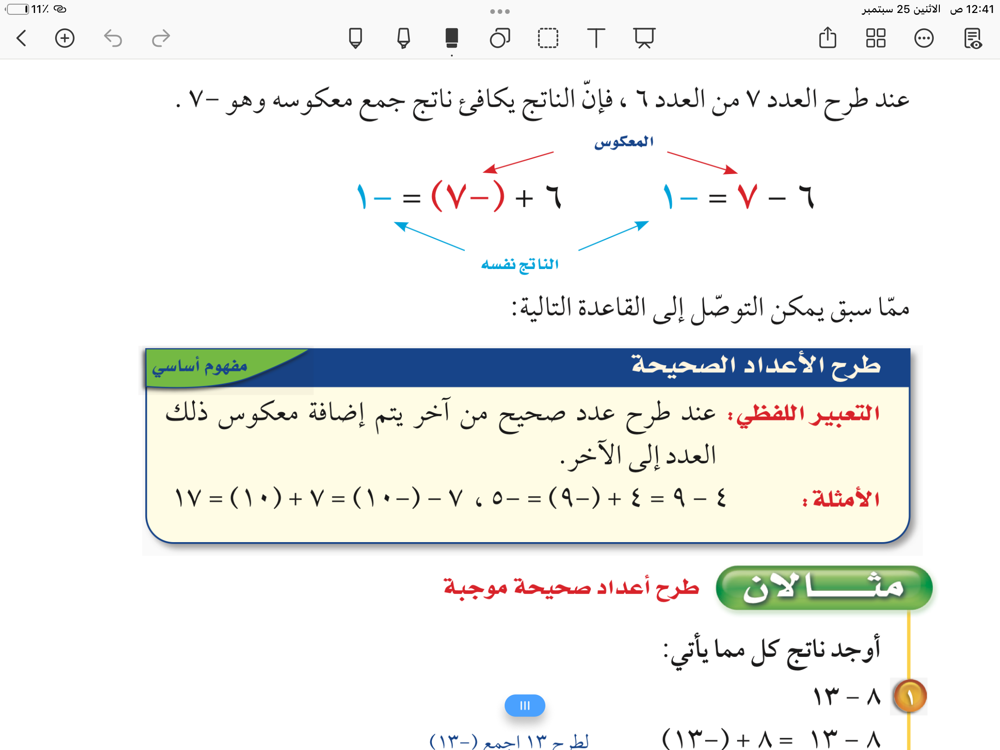 12:41 ص الاثنين 25 سبتمبر
11٪
عند طرح العدد ٧ من العدد ٦ ، فإنّ الناتج يكافئ ناتج جمع معكوسه وهو –٧ .
المعكوس
٦ – ٧ = –١
٦ + (–٧) = –١
الناتج نفسه
ممّا سبق يمكن التوصّل إلى القاعدة التالية:
طرح الأعداد الصحيحة
مفهوم أساسي
التعبير اللفظي: عند طرح عدد صحيح من آخر يتم إضافة معكوس ذلك
العدد إلى الآخر.
الأمثلة: ٤ – ٩ = ٤ + (–٩) = –٥ ، ٧ – (–١٠) = ٧ + (١٠) = ١٧
مثـــالان
طرح أعداد صحيحة موجبة
أوجد ناتج كل مما يأتي:
١ ٨ – ١٣
٨ – ١٣ = ٨ + (–١٣) لطرح ١٣ اجمع (–١٣)